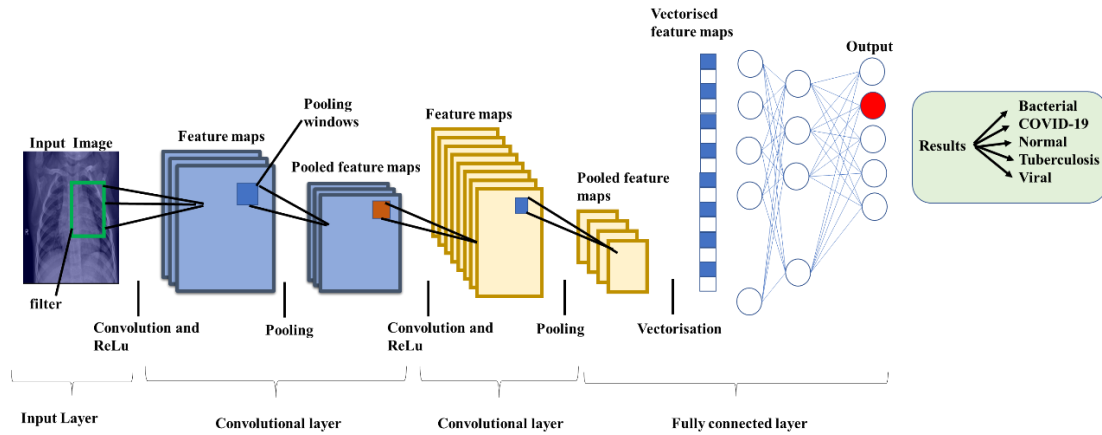 Vectorised
feature maps
Output
Pooling
windows
Feature maps
Feature maps
Input Image
Pooled feature maps
Pooled feature
maps
Results
Bacterial
COVID-19
Normal
Tuberculosis
Viral
filter
Convolution and
ReLu
Pooling
Convolution and
ReLu
Pooling
Vectorisation
Input Layer
Convolutional layer
Convolutional layer
Fully connected layer